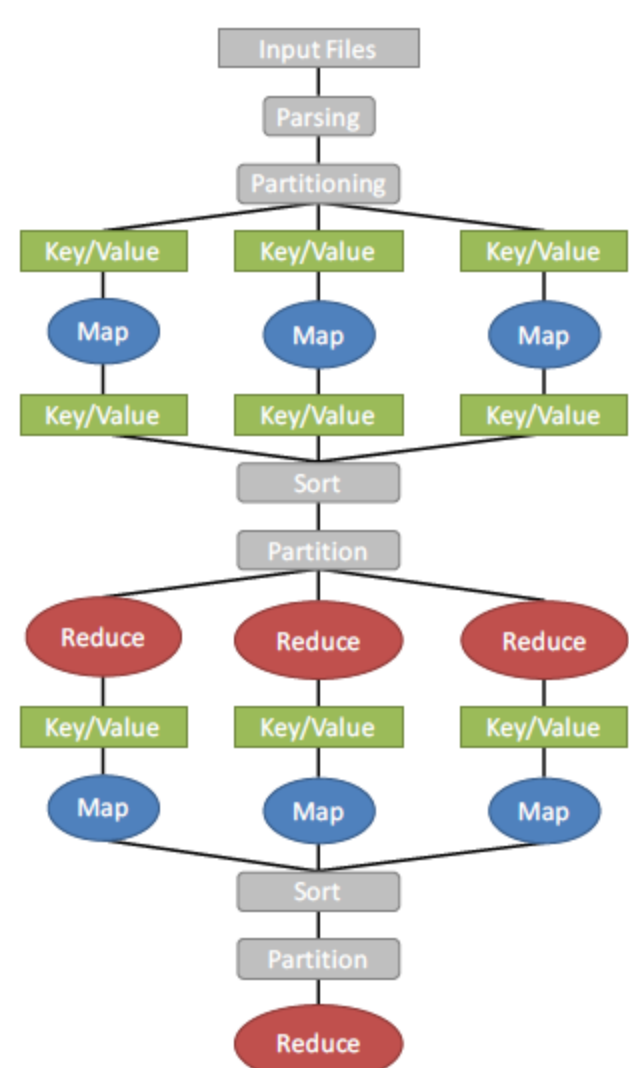 Input Files
Parsing
Partitioning
Key/Value Key/Value Key/Value
Map Map Map
Key/Value Key/Value Key/Value
Sort
Partition
Reduce Reduce Reduce
Key/Value Key/Value Key/Value
Map Map Map
Sort
Partition
Reduce